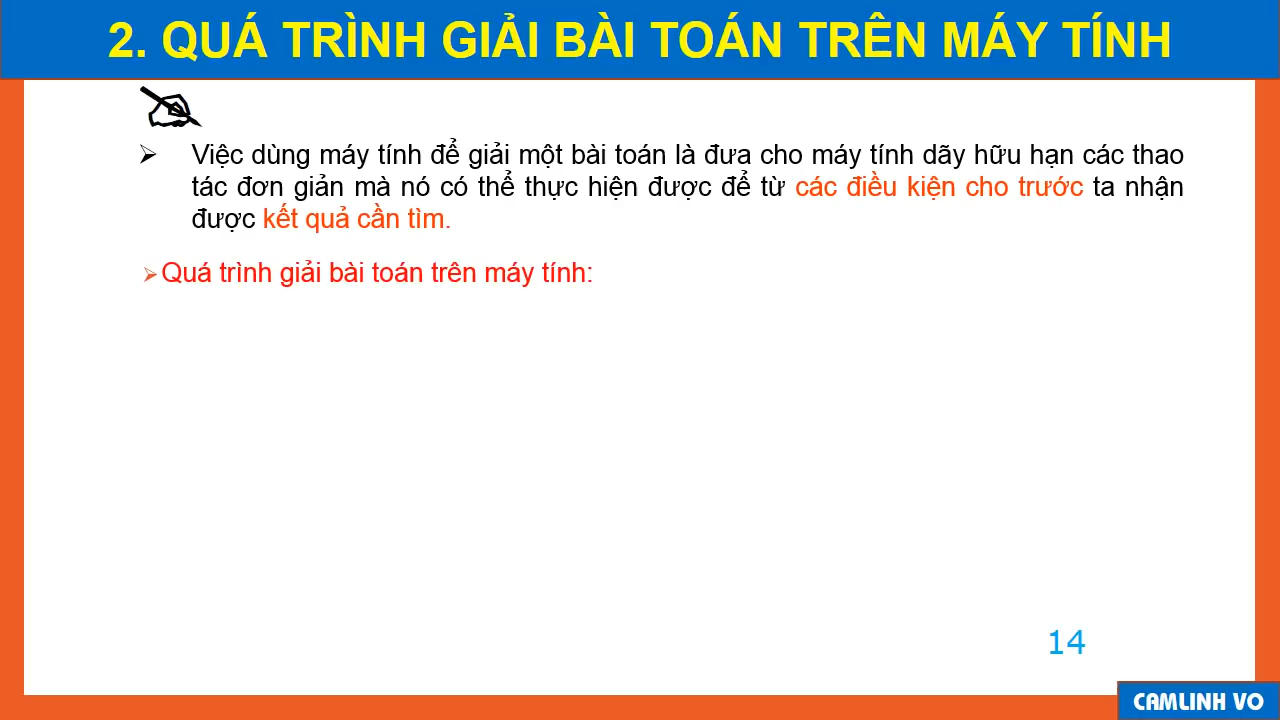 2. QUÁ TRÌNH GIẢI BÀI TOÁN TRÊN MÁY TÍNH
Việc dùng máy tính để giải một bài toán là đưa cho máy tính dãy hữu hạn các thao
tác đơn giản mà nó có thể thực hiện được để từ các điều kiện cho trước ta nhận
được kết quả cần tìm.
Quá trình giải bài toán trên máy tính:
14
CAMLINH VO